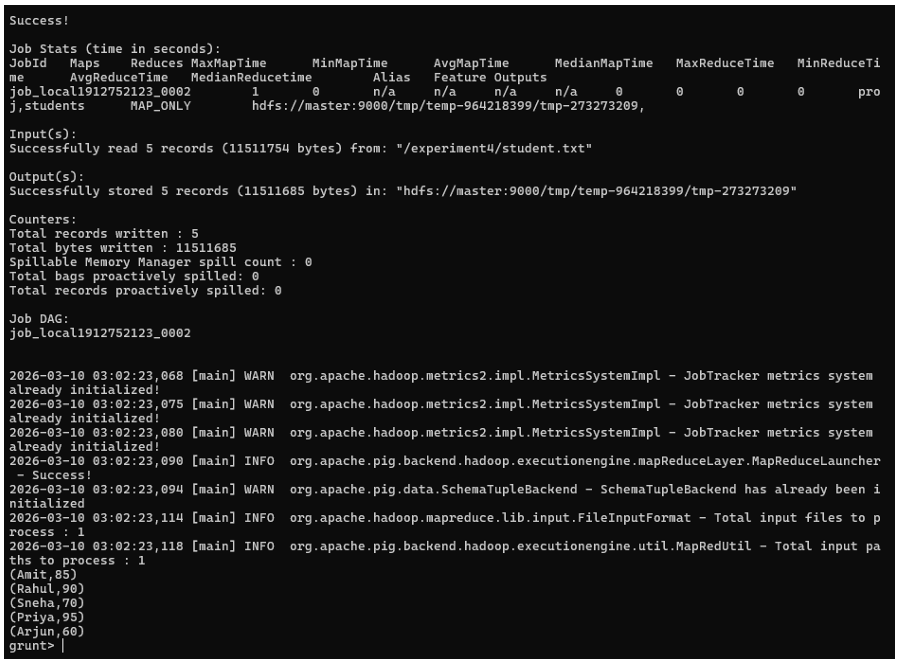 Success!
Job Stats (time in seconds):
JobId   Maps    Reduces MaxMapTime      MinMapTime      AvgMapTime      MedianMapTime   MaxReduceTime   MinReduceTi
me      AvgReduceTime   MedianReducetime        Alias   Feature Outputs
job_local1912752123_0002        1       0       n/a     n/a     n/a     n/a     0       0       0       0       pro
j,students      MAP_ONLY        hdfs://master:9000/tmp/temp-964218399/tmp-273273209,
Input(s):
Successfully read 5 records (11511754 bytes) from: "/experiment4/student.txt"
Output(s):
Successfully stored 5 records (11511685 bytes) in: "hdfs://master:9000/tmp/temp-964218399/tmp-273273209"
Counters:
Total records written : 5
Total bytes written : 11511685
Spillable Memory Manager spill count : 0
Total bags proactively spilled: 0
Total records proactively spilled: 0
Job DAG:
job_local1912752123_0002
2026-03-10 03:02:23,068 [main] WARN  org.apache.hadoop.metrics2.impl.MetricsSystemImpl - JobTracker metrics system
already initialized!
2026-03-10 03:02:23,075 [main] WARN  org.apache.hadoop.metrics2.impl.MetricsSystemImpl - JobTracker metrics system
already initialized!
2026-03-10 03:02:23,080 [main] WARN  org.apache.hadoop.metrics2.impl.MetricsSystemImpl - JobTracker metrics system
already initialized!
2026-03-10 03:02:23,090 [main] INFO  org.apache.pig.backend.hadoop.executionengine.mapReduceLayer.MapReduceLauncher
 - Success!
2026-03-10 03:02:23,094 [main] WARN  org.apache.pig.data.SchemaTupleBackend - SchemaTupleBackend has already been i
nitialized
2026-03-10 03:02:23,114 [main] INFO  org.apache.hadoop.mapreduce.lib.input.FileInputFormat - Total input files to p
rocess : 1
2026-03-10 03:02:23,118 [main] INFO  org.apache.pig.backend.hadoop.executionengine.util.MapRedUtil - Total input pa
ths to process : 1
(Amit,85)
(Rahul,90)
(Sneha,70)
(Priya,95)
(Arjun,60)
grunt>